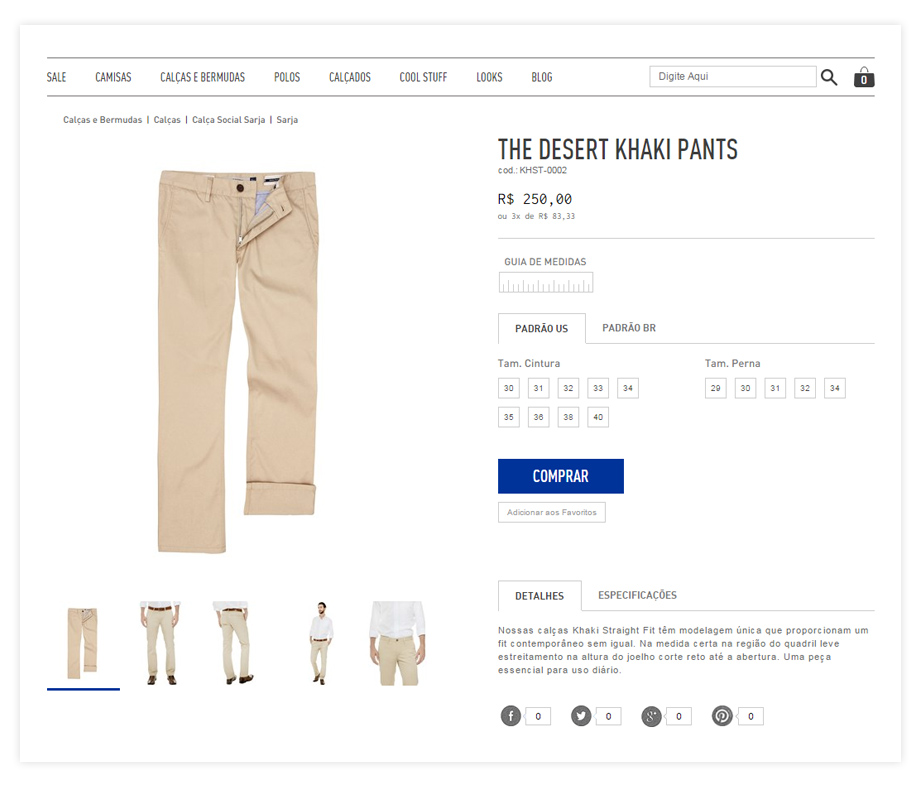 SALE CAMISAS CALÇAS E BERMUDAS POLOS CALÇADOS COOL STUFF LOOKS BLOG Digite Aqui 0
Calças e Bermudas | Calças | Calça Social Sarja | Sarja
THE DESERT KHAKI PANTS
cod.: KHST-0002
R$ 250,00
ou 3x de R$ 83,33
GUIA DE MEDIDAS
PADRÃO US PADRÃO BR
Tam. Cintura Tam. Perna
30 31 32 33 34 29 30 31 32 34
35 36 38 40
COMPRAR
Adicionar aos Favoritos
DETALHES ESPECIFICAÇÕES
Nossas calças Khaki Straight Fit têm modelagem única que proporcionam um
fit contemporâneo sem igual. Na medida certa na região do quadril leve
estreitamento na altura do joelho corte reto até a abertura. Uma peça
essencial para uso diário.
0 0 0 0